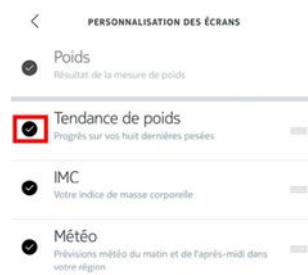 PERSONNALISATION DES ÉCRANS
Poids
Résultat de la mesure de poids
Tendance de poids
Progrès sur vos huit dernières pesées
IMC
Votre indice de masse corporelle
Météo
Prévisions météo du matin et de l'après-midi dans
votre région